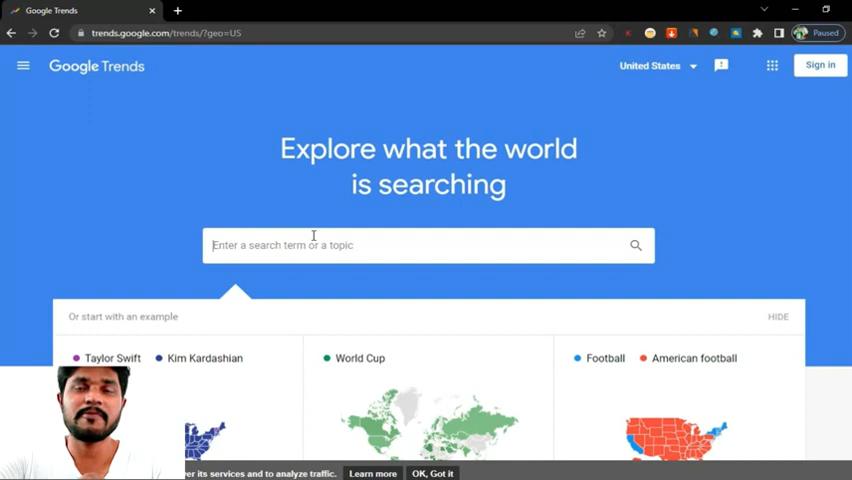 Google Trends
trends.google.com/trends/?geo=US
Paused
Google Trends
United States
Sign in
Explore what the world
is searching
Enter a search term or a topic
Or start with an example
HIDE
Taylor Swift
Kim Kardashian
World Cup
Football
American football
its services and to analyze traffic.
Learn more
OK, Got it